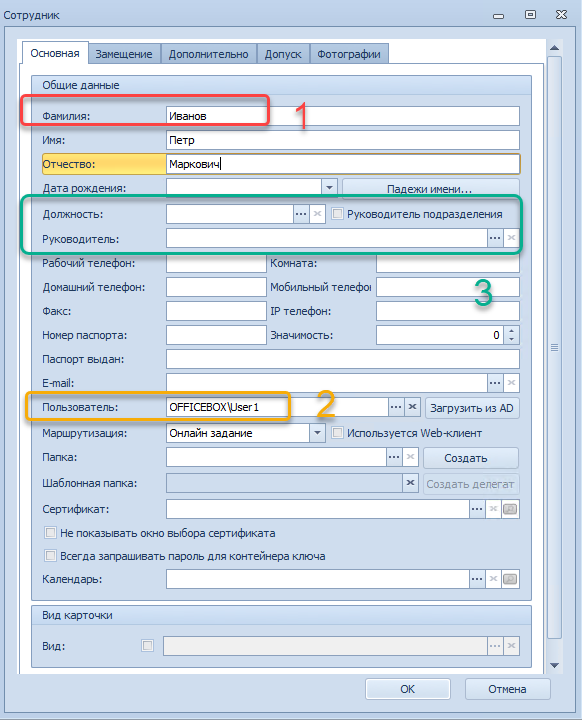 Сотрудник
Основная Замещение Дополнительно Допуск Фотографии
Общие данные
Фамилия: Иванов 1
Имя: Петр
Отчество: Маркович
Дата рождения: Падежи имени...
Должность: ... Руководитель подразделения
Руководитель: ...
Рабочий телефон: Комната:
Домашний телефон: Мобильный телефо 3
Факс: IP телефон:
Номер паспорта: Значимость: 0
Паспорт выдан:
E-mail: ...
Пользователь: OFFICEBOX\User1 2 ... Загрузить из AD
Маршрутизация: Онлайн задание Используется Web-клиент
Папка: ... Создать
Шаблонная папка: Создать делегат
Сертификат: ...
Не показывать окно выбора сертификата
Всегда запрашивать пароль для контейнера ключа
Календарь: ...
Вид карточки
Вид: ...
OK Отмена